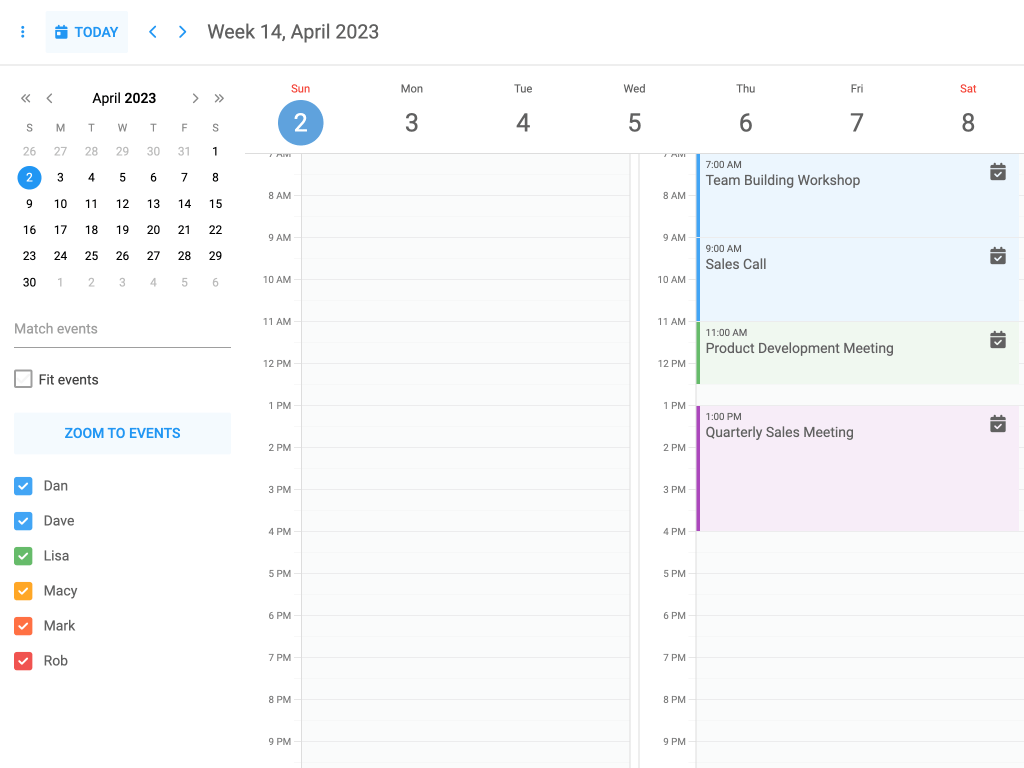 TODAY
Week 14, April 2023
April 2023
S M T W T F S
26 27 28 29 30 31 1
2 3 4 5 6 7 8
9 10 11 12 13 14 15
16 17 18 19 20 21 22
23 24 25 26 27 28 29
30 1 2 3 4 5 6
Match events
Fit events
ZOOM TO EVENTS
Dan
Dave
Lisa
Macy
Mark
Rob
Sun Mon Tue Wed Thu Fri Sat
2 3 4 5 6 7 8
7 AM
8 AM
9 AM
10 AM
11 AM
12 PM
1 PM
2 PM
3 PM
4 PM
5 PM
6 PM
7 PM
8 PM
9 PM
7 AM
8 AM
9 AM
10 AM
11 AM
12 PM
1 PM
2 PM
3 PM
4 PM
5 PM
6 PM
7 PM
8 PM
9 PM
7:00 AM
Team Building Workshop
9:00 AM
Sales Call
11:00 AM
Product Development Meeting
1:00 PM
Quarterly Sales Meeting